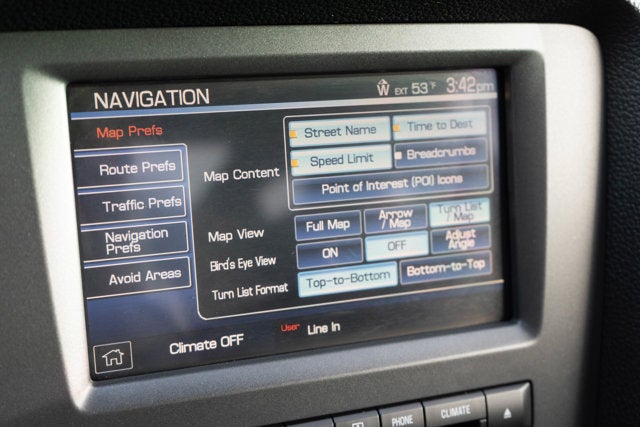 NAVIGATION W EXT 53°F 3:42pm
Map Prefs
Route Prefs
Traffic Prefs
Navigation
Prefs
Avoid Areas
Map Content
Street Name Time to Dest
Speed Limit Breadcrumbs
Point of Interest (POI) Icons
Map View Full Map Arrow / Map Turn List / Map
Bird's Eye View ON OFF Adjust Angle
Turn List Format Top-to-Bottom Bottom-to-Top
Climate OFF User Line In
PHONE CLIMATE